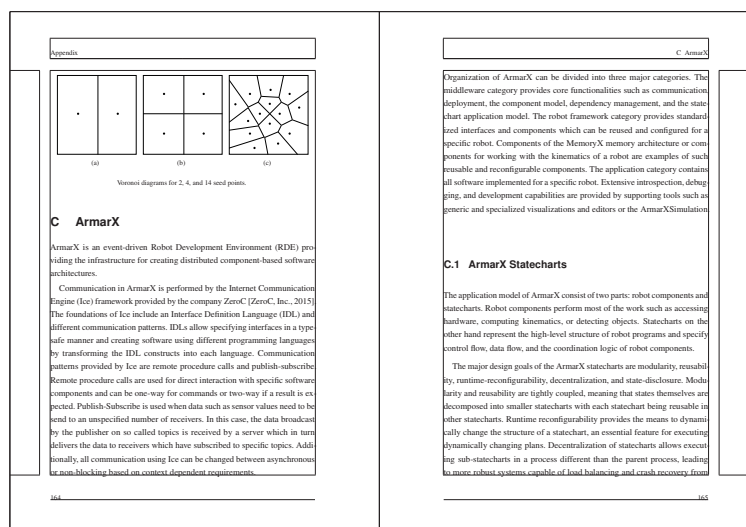 Appendix
(a)
(b)
(c)
Voronoi diagrams for 2, 4, and 14 seed points.
C ArmarX
ArmarX is an event-driven Robot Development Environment (RDE) pro-
viding the infrastructure for creating distributed component-based software
architectures.
Communication in ArmarX is performed by the Internet Communication
Engine (Ice) framework provided by the company ZeroC [ZeroC, Inc., 2015].
The foundations of Ice include an Interface Definition Language (IDL) and
different communication patterns. IDLs allow specifying interfaces in a type-
safe manner and creating software using different programming languages
by transforming the IDL constructs into each language. Communication
patterns provided by Ice are remote procedure calls and publish-subscribe.
Remote procedure calls are used for direct interaction with specific software
components and can be one-way for commands or two-way if a result is ex-
pected. Publish-Subscribe is used when data such as sensor values need to be
send to an unspecified number of receivers. In this case, the data broadcast
by the publisher on so called topics is received by a server which in turn
delivers the data to receivers which have subscribed to specific topics. Addi-
tionally, all communication using Ice can be changed between asynchronous
or non-blocking based on context dependent requirements.
164
C ArmarX
Organization of ArmarX can be divided into three major categories. The
middleware category provides core functionalities such as communication,
deployment, the component model, dependency management, and the state-
chart application model. The robot framework category provides standard-
ized interfaces and components which can be reused and configured for a
specific robot. Components of the MemoryX memory architecture or com-
ponents for working with the kinematics of a robot are examples of such
reusable and reconfigurable components. The application category contains
all software implemented for a specific robot. Extensive introspection, debug-
ging, and development capabilities are provided by supporting tools such as
generic and specialized visualizations and editors or the ArmarXSimulation.
C.1 ArmarX Statecharts
The application model of ArmarX consist of two parts: robot components and
statecharts. Robot components perform most of the work such as accessing
hardware, computing kinematics, or detecting objects. Statecharts on the
other hand represent the high-level structure of robot programs and specify
control flow, data flow, and the coordination logic of robot components.
The major design goals of the ArmarX statecharts are modularity, reusabil-
ity, runtime-reconfigurability, decentralization, and state-disclosure. Modu-
larity and reusability are tightly coupled, meaning that states themselves are
decomposed into smaller statecharts with each statechart being reusable in
other statecharts. Runtime reconfigurability provides the means to dynami-
cally change the structure of a statechart, an essential feature for executing
dynamically changing plans. Decentralization of statecharts allows execut-
ing sub-statecharts in a process different than the parent process, leading
to more robust systems capable of load balancing and crash recovery from
165